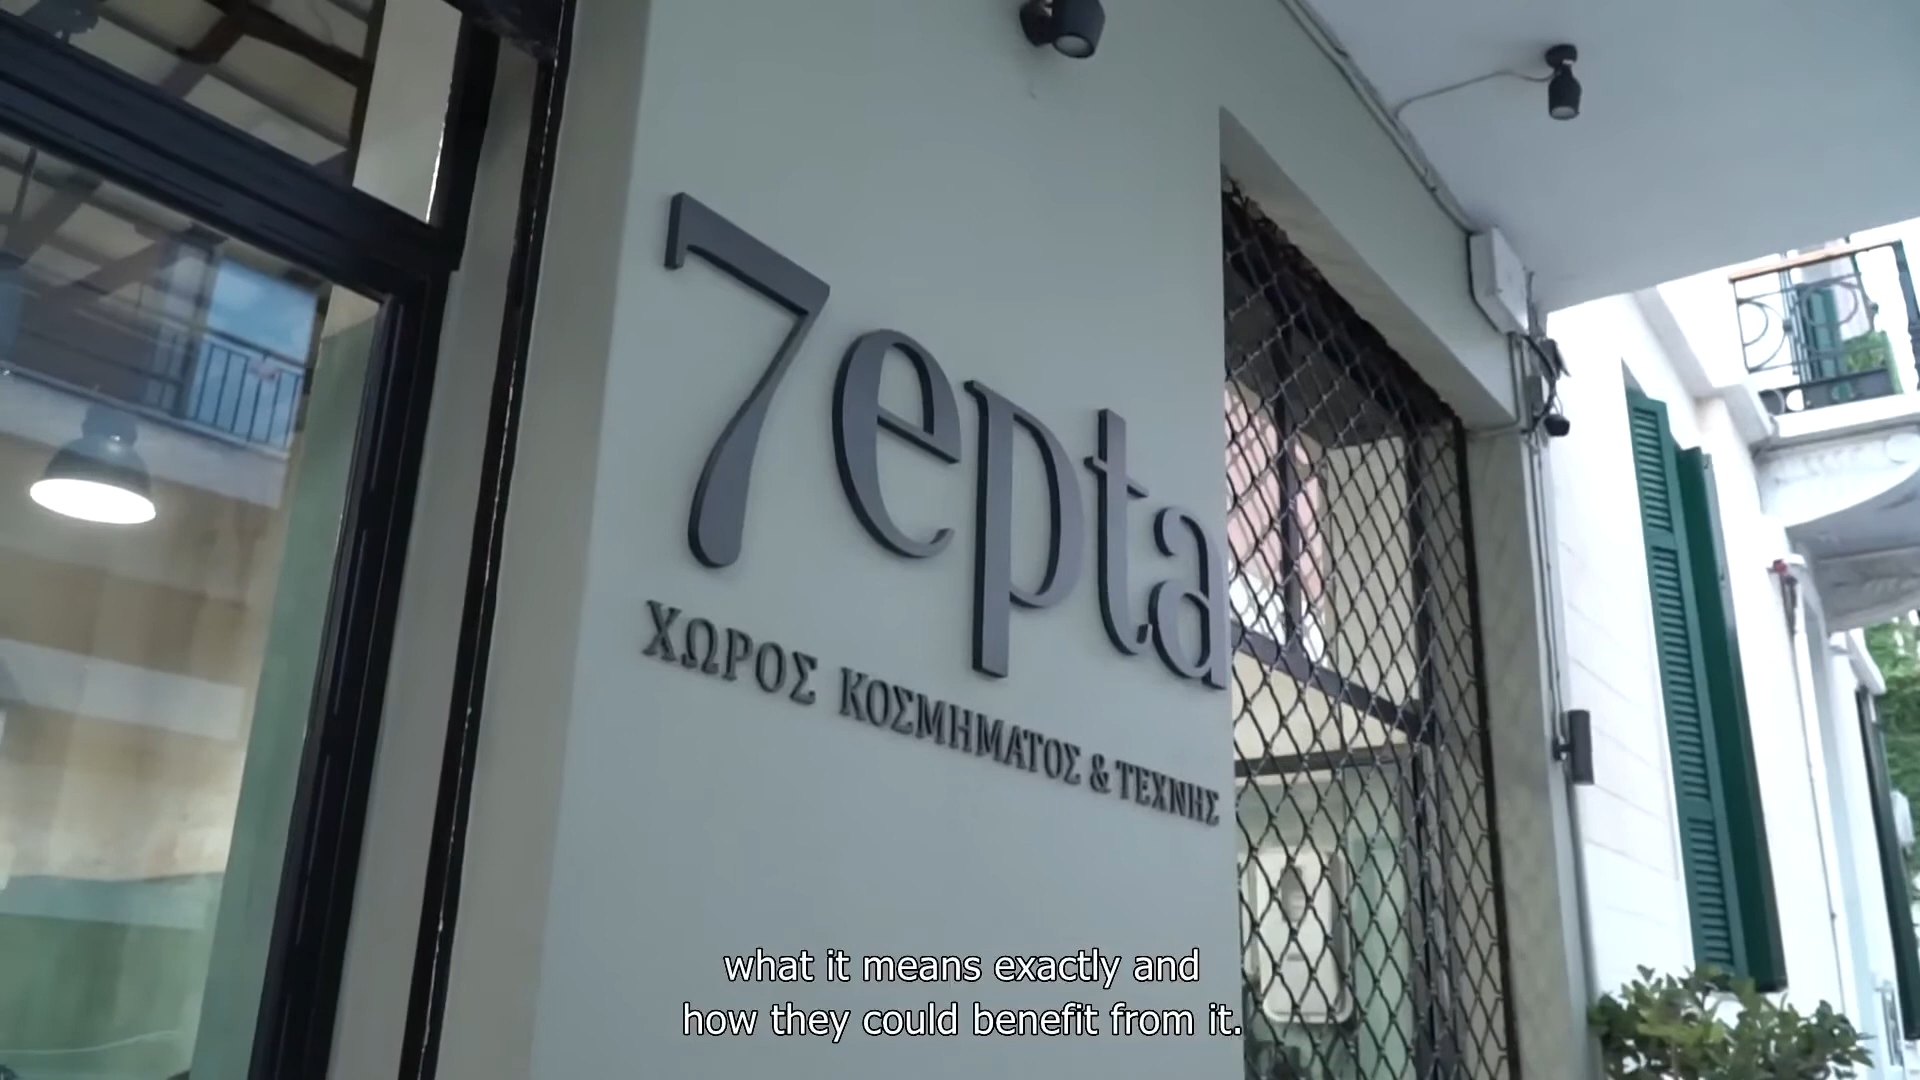 7epta
ΧΩΡΟΣ ΚΟΣΜΗΜΑΤΟΣ & ΤΕΧΝΗΣ
what it means exactly and
how they could benefit from it.